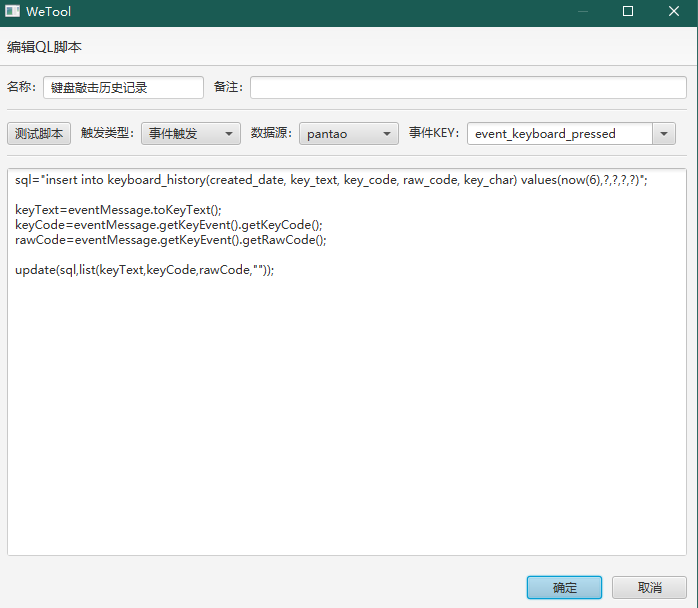 WeTool
编辑QL脚本
名称: 键盘敲击历史记录 备注:
测试脚本 触发类型: 事件触发 数据源: pantao 事件KEY: event_keyboard_pressed
sql="insert into keyboard_history(created_date, key_text, key_code, raw_code, key_char) values(now(6),?,?,?,?)";
keyText=eventMessage.toKeyText();
keyCode=eventMessage.getKeyEvent().getKeyCode();
rawCode=eventMessage.getKeyEvent().getRawCode();
update(sql,list(keyText,keyCode,rawCode,""));
确定 取消